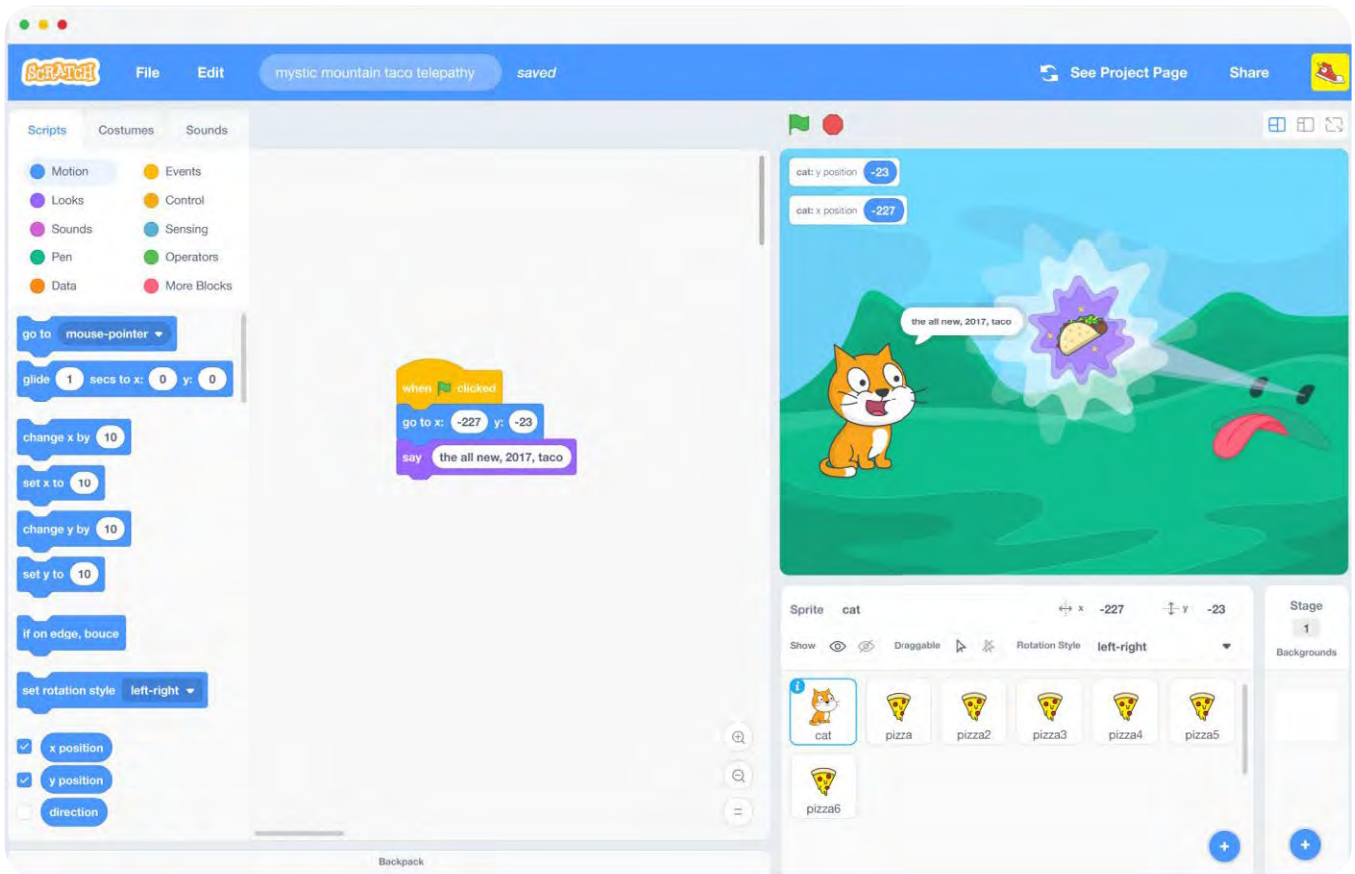 SCRATCH File Edit mystic mountain taco telepathy saved See Project Page Share
Scripts Costumes Sounds
Motion Events
Looks Control
Sounds Sensing
Pen Operators
Data More Blocks
go to mouse-pointer
glide 1 secs to x: 0 y: 0
change x by 10
set x to 10
change y by 10
set y to 10
if on edge, bouce
set rotation style left-right
x position
y position
direction
when clicked
go to x: -227 y: -23
say the all new, 2017, taco
Backpack
cat: y position -23
cat: x position -227
the all new, 2017, taco
Sprite cat x -227 y -23
Show Draggable Rotation Style left-right
cat pizza pizza2 pizza3 pizza4 pizza5
pizza6
Stage
1
Backgrounds